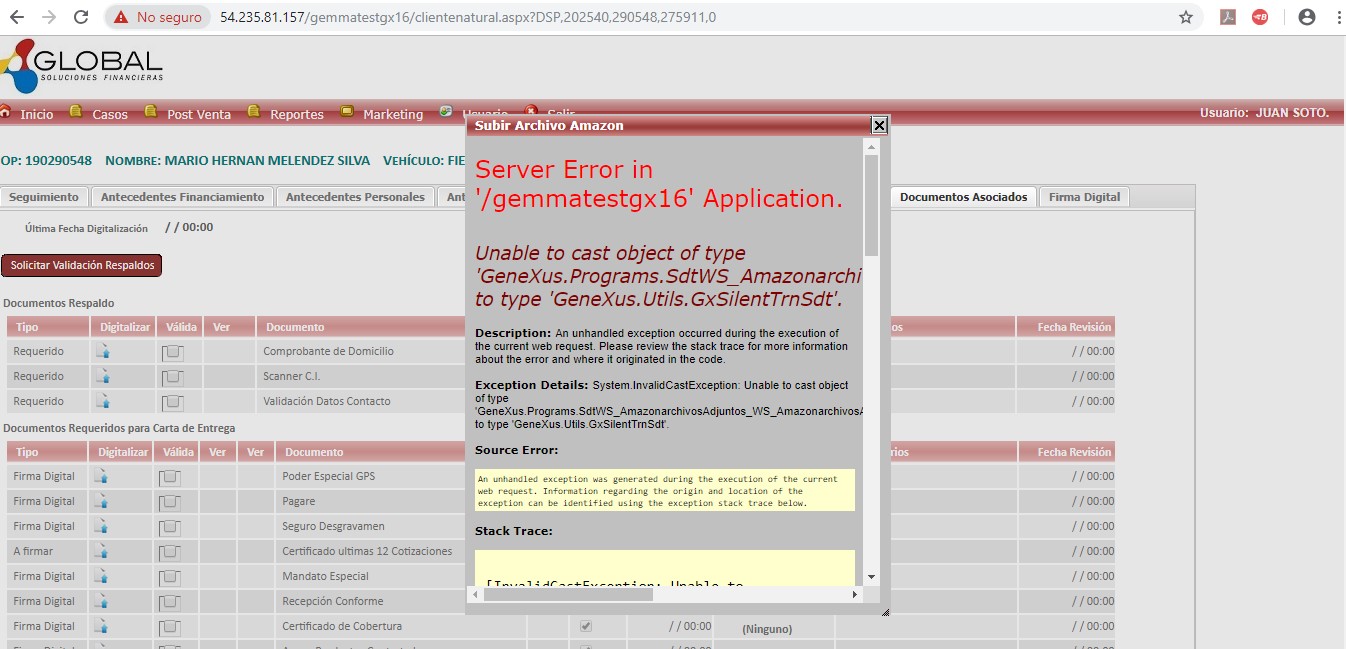 No seguro
54.235.81.157/gemmatestgx16/clientenatural.aspx?DSP,202540,290548,275911,0
GLOBAL
SOLUCIONES FINANCIERAS
Inicio Casos Post Venta Reportes Marketing Usuario Salir
Usuario: JUAN SOTO.
OP: 190290548 NOMBRE: MARIO HERNAN MELENDEZ SILVA VEHÍCULO: FIE
Seguimiento Antecedentes Financiamiento Antecedentes Personales Ant Documentos Asociados Firma Digital
Última Fecha Digitalización / / 00:00
Solicitar Validación Respaldos
Documentos Respaldo
Tipo Digitalizar Válida Ver Documento os Fecha Revisión
Requerido Comprobante de Domicilio / / 00:00
Requerido Scanner C.I. / / 00:00
Requerido Validación Datos Contacto / / 00:00
Documentos Requeridos para Carta de Entrega
Tipo Digitalizar Válida Ver Ver Documento rios Fecha Revisión
Firma Digital Poder Especial GPS / / 00:00
Firma Digital Pagare / / 00:00
Firma Digital Seguro Desgravamen / / 00:00
A firmar Certificado ultimas 12 Cotizaciones / / 00:00
Firma Digital Mandato Especial / / 00:00
Firma Digital Recepción Conforme / / 00:00
Firma Digital Certificado de Cobertura / / 00:00 (Ninguno) / / 00:00
Subir Archivo Amazon
Server Error in
'/gemmatestgx16' Application.
Unable to cast object of type
'GeneXus.Programs.SdtWS_Amazonarchi
to type 'GeneXus.Utils.GxSilentTrnSdt'.
Description: An unhandled exception occurred during the execution of
the current web request. Please review the stack trace for more information
about the error and where it originated in the code.
Exception Details: System.InvalidCastException: Unable to cast object
of type
'GeneXus.Programs.SdtWS_AmazonarchivosAdjuntos_WS_AmazonarchivosA
to type 'GeneXus.Utils.GxSilentTrnSdt'.
Source Error:
An unhandled exception was generated during the execution of the current
web request. Information regarding the origin and location of the
exception can be identified using the exception stack trace below.
Stack Trace:
[InvalidCastException: Unable to